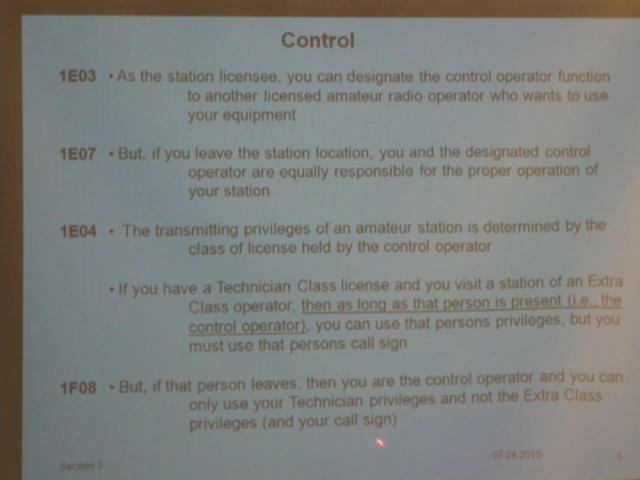 Control
1E03 • As the station licensee, you can designate the control operator function
to another licensed amateur radio operator who wants to use
your equipment
1E07 • But, if you leave the station location, you and the designated control
operator are equally responsible for the proper operation of
your station
1E04 • The transmitting privileges of an amateur station is determined by the
class of license held by the control operator
• If you have a Technician Class license and you visit a station of an Extra
Class operator, then as long as that person is present (i.e., the
control operator), you can use that persons privileges, but you
must use that persons call sign
1F08 • But, if that person leaves, then you are the control operator and you can
only use your Technician privileges and not the Extra Class
privileges (and your call sign)
Section 3 07-24-2010